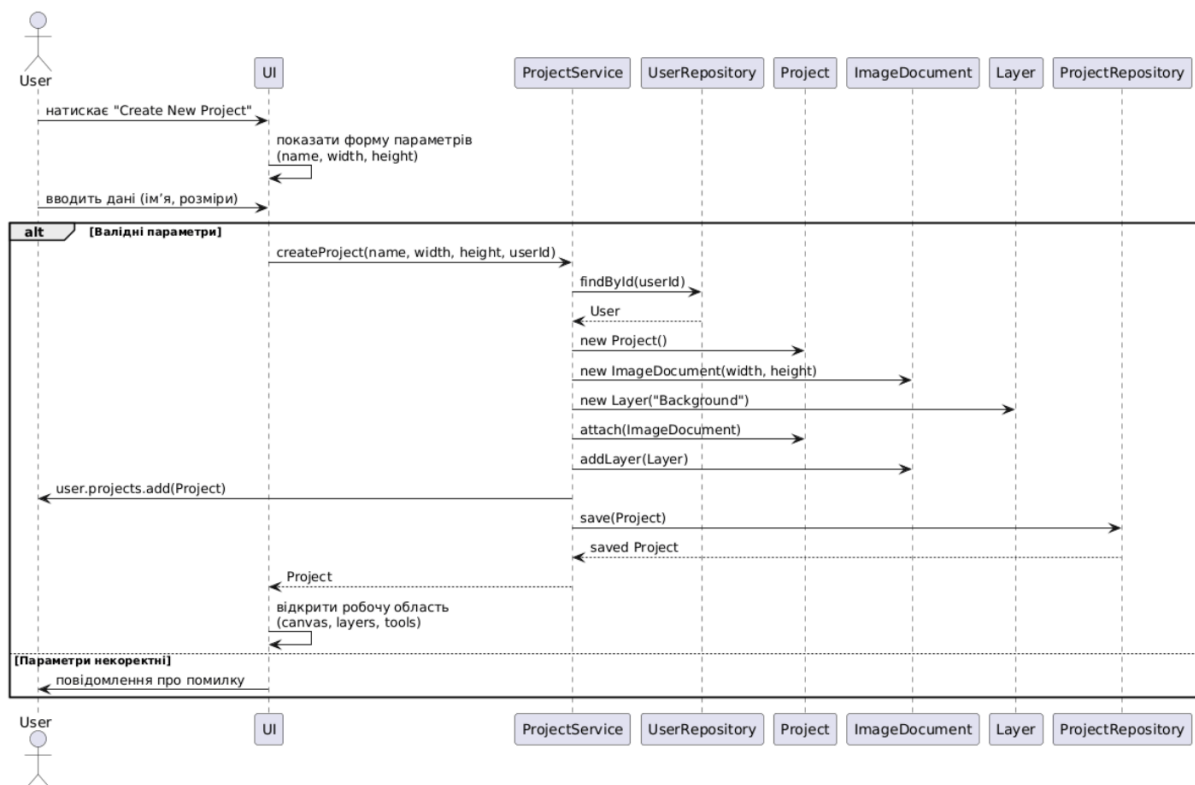 User
UI
ProjectService
UserRepository
Project
ImageDocument
Layer
ProjectRepository
натискає "Create New Project"
показати форму параметрів
(name, width, height)
вводить дані (ім’я, розміри)
alt
[Валідні параметри]
createProject(name, width, height, userId)
findById(userId)
User
new Project()
new ImageDocument(width, height)
new Layer("Background")
attach(ImageDocument)
addLayer(Layer)
user.projects.add(Project)
save(Project)
saved Project
Project
відкрити робочу область
(canvas, layers, tools)
[Параметри некоректні]
повідомлення про помилку
User
UI
ProjectService
UserRepository
Project
ImageDocument
Layer
ProjectRepository